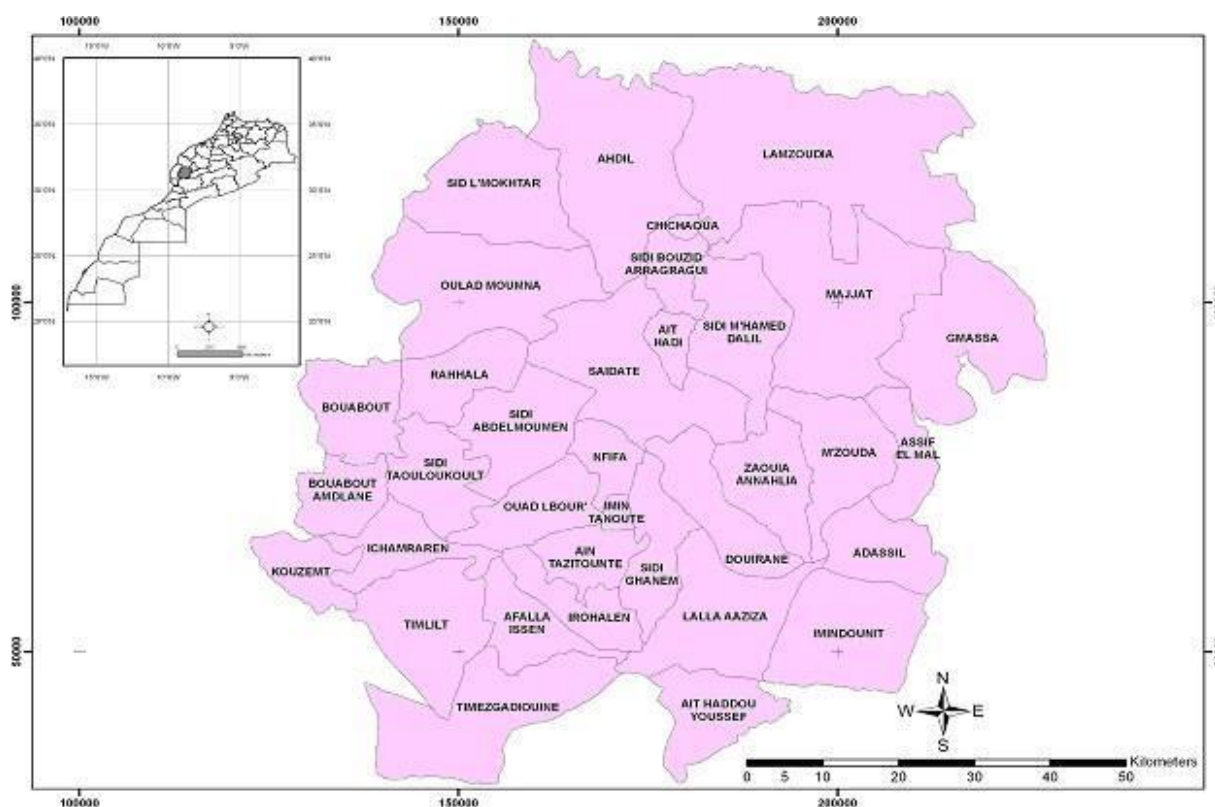 100000
150000
200000
AHDIL
LAMZOUDIA
SID L'MOKHTAR
CHICHAOUA
SIDI BOUZID
ARRAGRAGUI
OULAD MOUMNA
MAJJAT
100000
AIT
HADI
SIDI M'HAMED
DALIL
GMASSA
RAHHALA
SAIDATE
BOUABOUT
SIDI
ABDELMOUMEN
NFIFA
M'ZOUDA
ASSIF
EL MAL
SIDI
TAOULOUKOULT
ZAOUIA
ANNAHLIA
BOUABOUT
AMDLANE
OUAD LBOUR'
IMIN
TANOUTE
ICHAMRAREN
AIN
TAZITOUNTE
DOUIRANE
ADASSIL
KOUZEMT
SIDI
GHANEM
TIMLILT
AFALLA
ISSEN
IROHALEN
LALLA AAZIZA
IMINDOUNIT
50000
N
W
E
S
TIMEZGADIOUINE
AIT HADDOU
YOUSSEF
Kilometers
0 5 10 20 30 40 50
100000
150000
200000